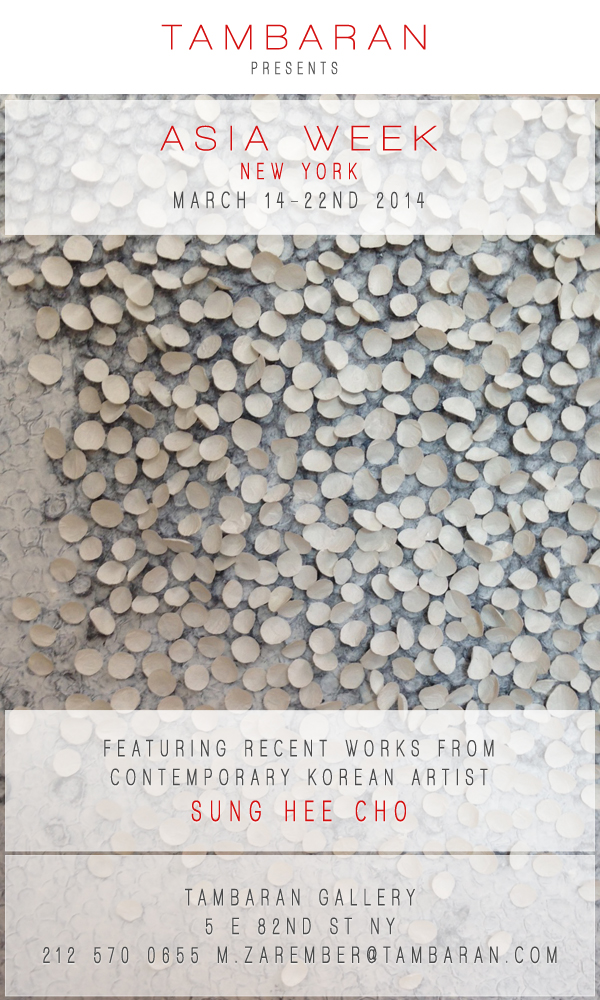 TAMBARAN
PRESENTS
ASIA WEEK
NEW YORK
MARCH 14-22ND 2014
FEATURING RECENT WORKS FROM
CONTEMPORARY KOREAN ARTIST
SUNG HEE CHO
TAMBARAN GALLERY
5 E 82ND ST NY
212 570 0655 M.ZAREMBER@TAMBARAN.COM